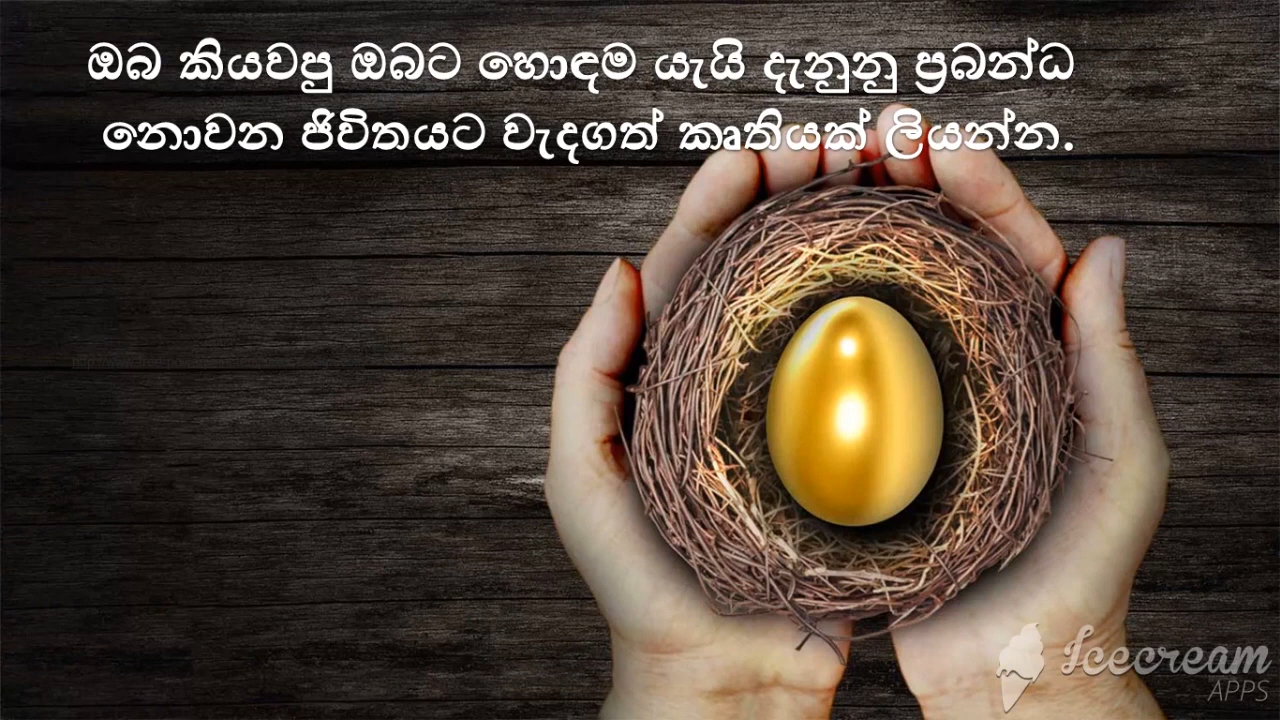 ඔබ කියවපු ඔබට හොඳම යැයි දැනුනු ප්‍රබන්ධ
නොවන ජිවිතයට වැදගත් කෘතියක් ලියන්න.
Icecream
APPS